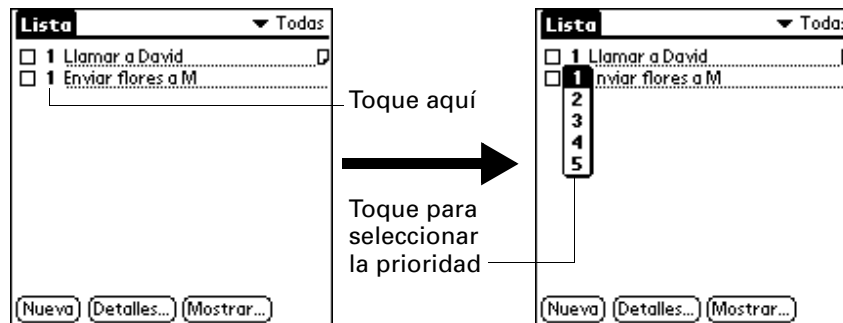 Lista
Todas
1 Llamar a David
1 Enviar flores a M
Nueva Detalles... Mostrar...
Toque aquí
Toque para
seleccionar
la prioridad
Lista
Todas
1 Llamar a David
1 nviar flores a M
2
3
4
5
Nueva Detalles... Mostrar...